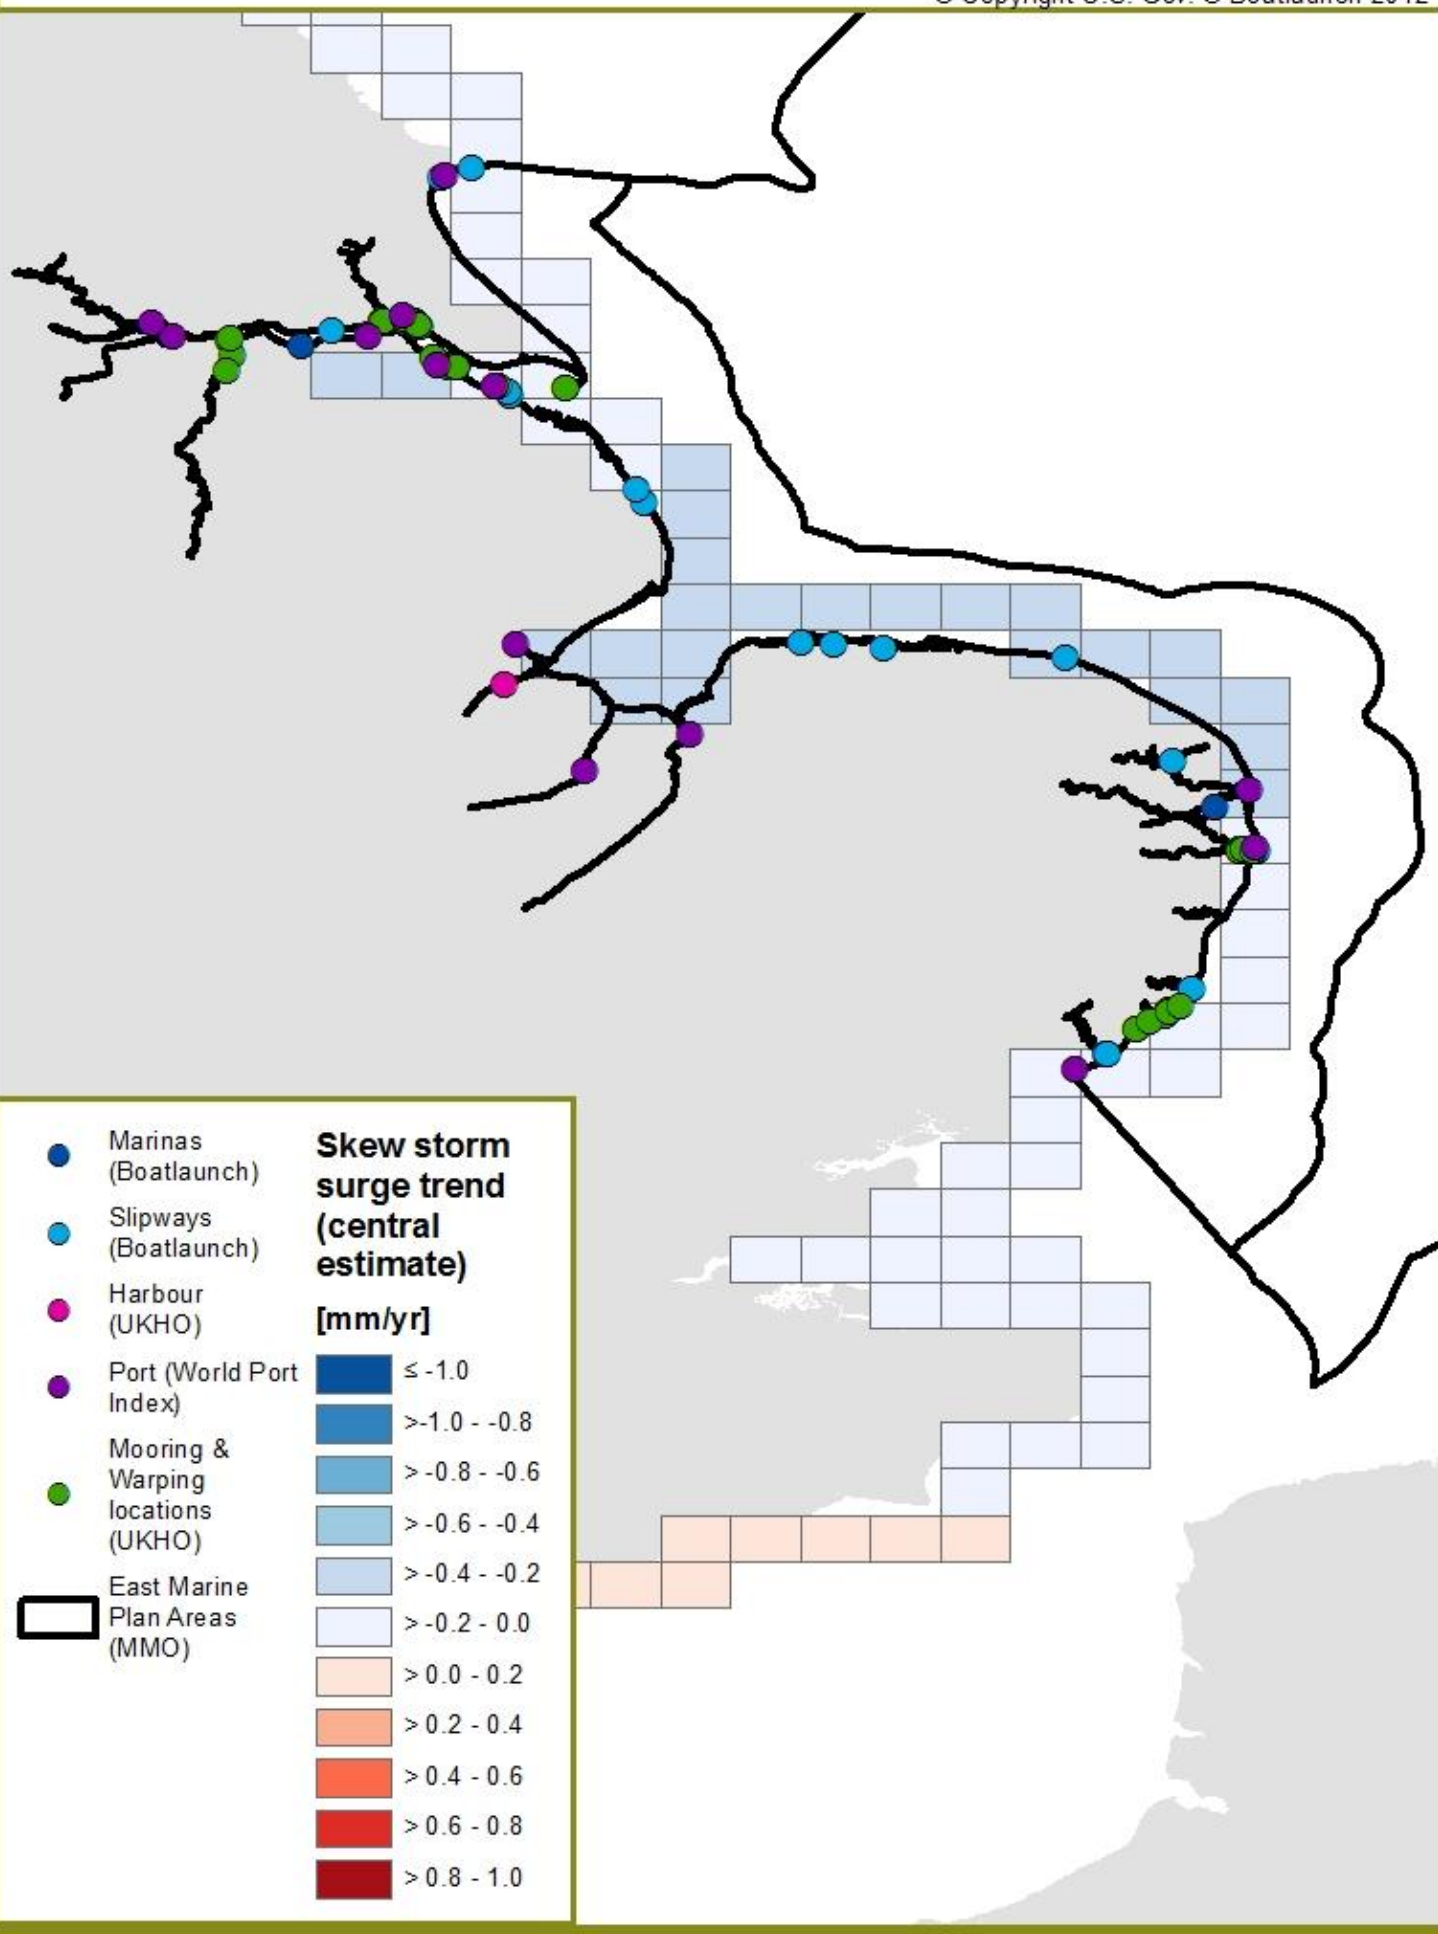 Marinas
(Boatlaunch)
Slipways
(Boatlaunch)
Harbour
(UKHO)
Port (World Port
Index)
Mooring &
Warping
locations
(UKHO)
East Marine
Plan Areas
(MMO)
Skew storm
surge trend
(central
estimate)
[mm/yr]
≤ -1.0
>-1.0 - -0.8
> -0.8 - -0.6
> -0.6 - -0.4
> -0.4 - -0.2
> -0.2 - 0.0
> 0.0 - 0.2
> 0.2 - 0.4
> 0.4 - 0.6
> 0.6 - 0.8
> 0.8 - 1.0